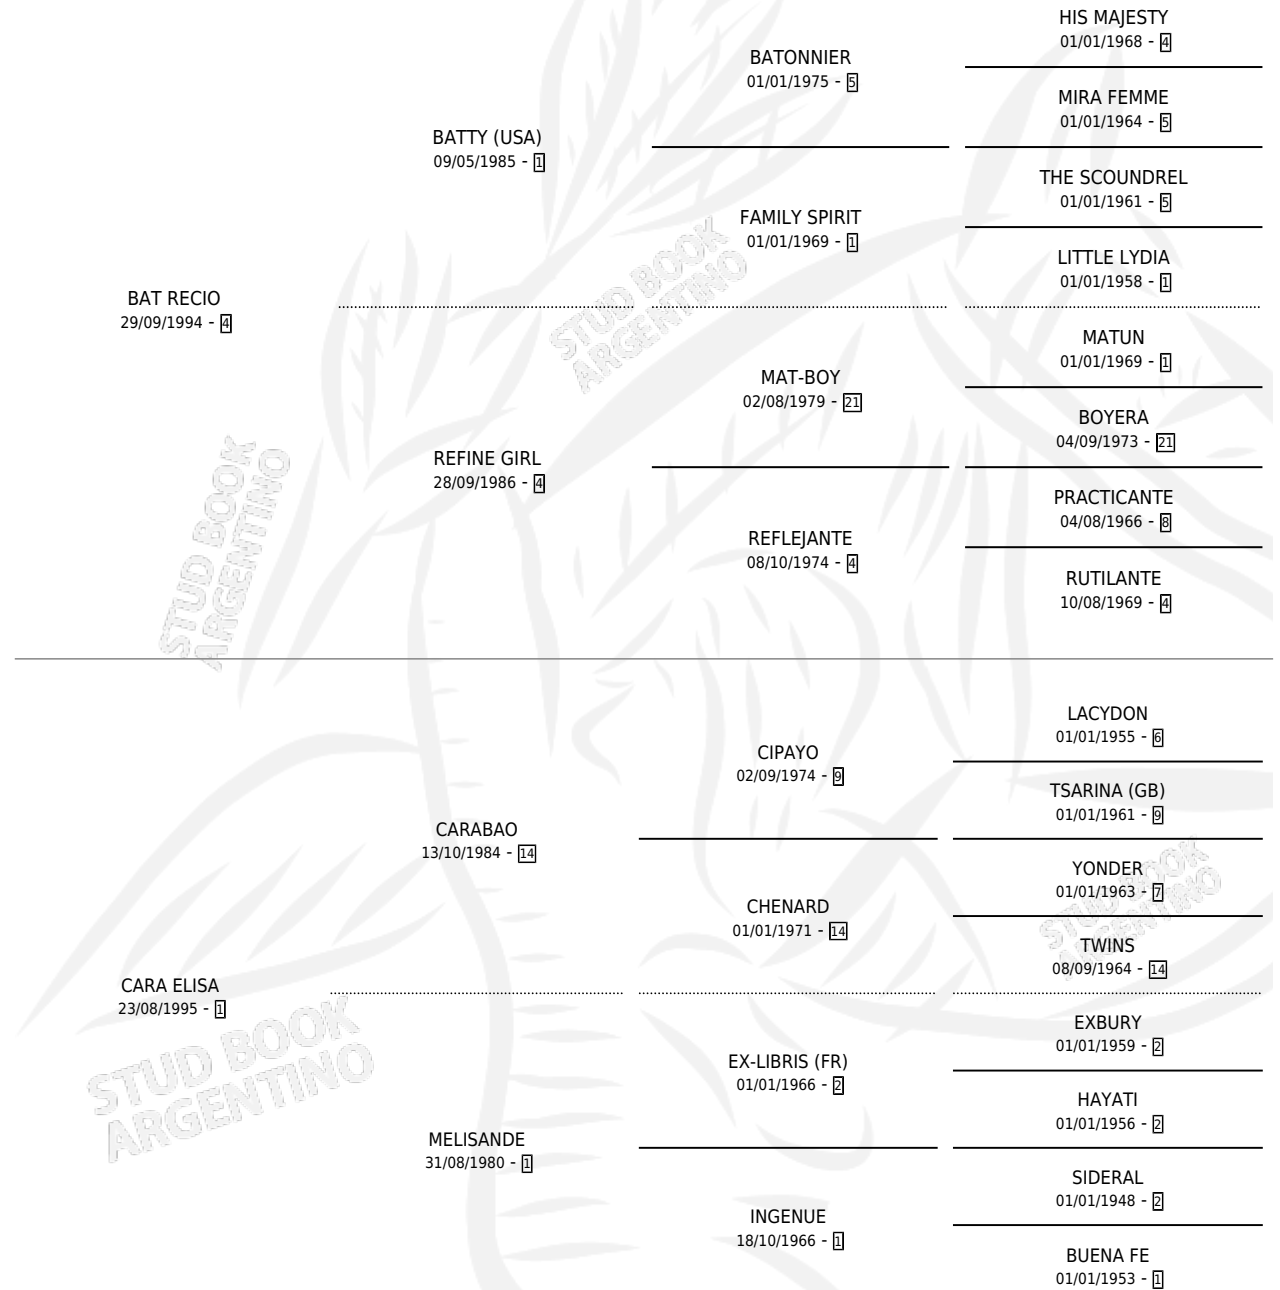 HIS MAJESTY
01/01/1968 - 4
BATONNIER
01/01/1975 - 5
MIRA FEMME
01/01/1964 - 5
BATTY (USA)
09/05/1985 - 1
THE SCOUNDREL
01/01/1961 - 5
FAMILY SPIRIT
01/01/1969 - 1
LITTLE LYDIA
01/01/1958 - 1
BAT RECIO
29/09/1994 - 4
MATUN
01/01/1969 - 1
MAT-BOY
02/08/1979 - 21
BOYERA
04/09/1973 - 21
REFINE GIRL
28/09/1986 - 4
PRACTICANTE
04/08/1966 - 8
REFLEJANTE
08/10/1974 - 4
RUTILANTE
10/08/1969 - 4
STUD BOOK
ARGENTINO
STUD BOOK
ARGENTINO
LACYDON
01/01/1955 - 6
CIPAYO
02/09/1974 - 9
TSARINA (GB)
01/01/1961 - 9
CARABAO
13/10/1984 - 14
YONDER
01/01/1963 - 7
CHENARD
01/01/1971 - 14
TWINS
08/09/1964 - 14
CARA ELISA
23/08/1995 - 1
EXBURY
01/01/1959 - 2
EX-LIBRIS (FR)
01/01/1966 - 2
HAYATI
01/01/1956 - 2
MELISANDE
31/08/1980 - 1
SIDERAL
01/01/1948 - 2
INGENUE
18/10/1966 - 1
BUENA FE
01/01/1953 - 1
STUD BOOK
ARGENTINO
STUD BOOK
ARGENTINO